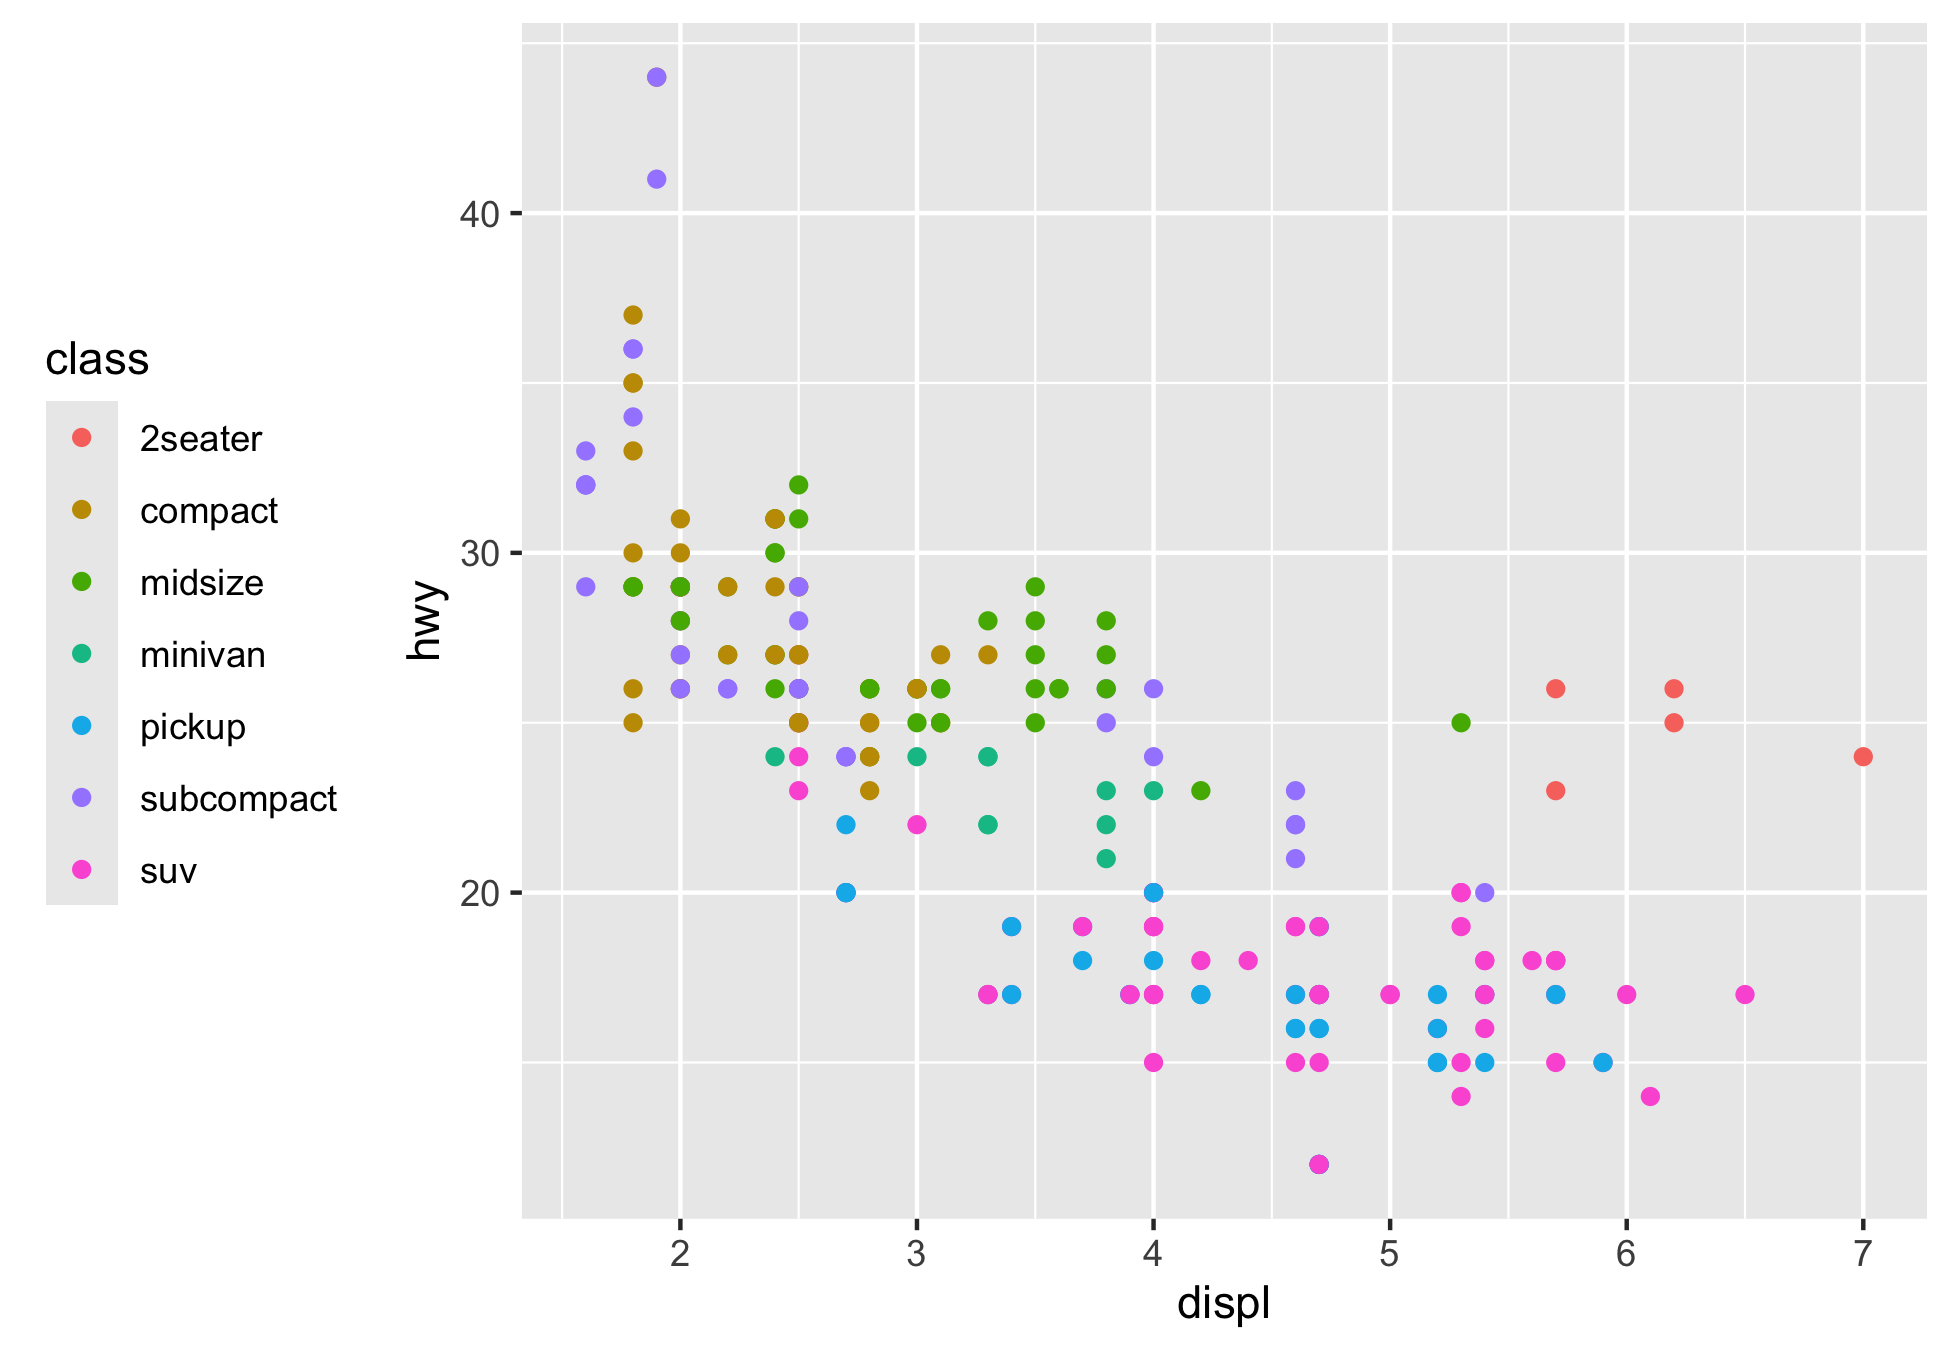 class
2seater
compact
midsize
minivan
pickup
subcompact
suv
hwy
40
30
20
2 3 4 5 6 7
displ